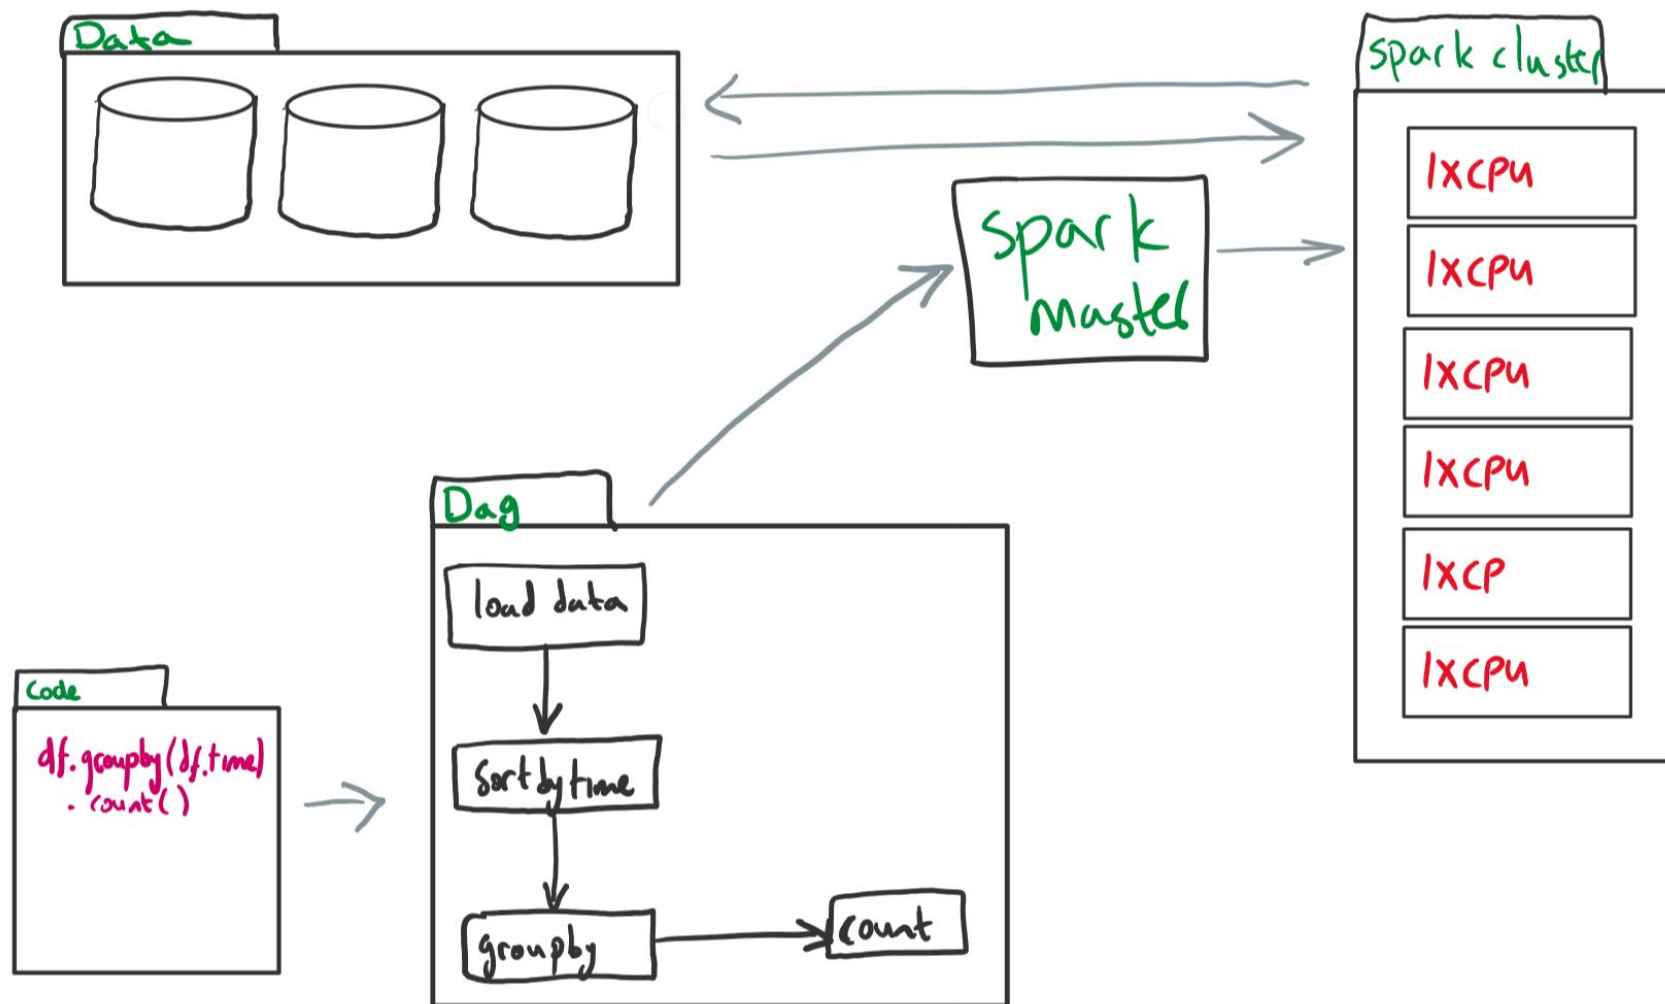 Data
spark cluster
1xcpu
1xcpu
1xcpu
1xcpu
1xcp
1xcpu
spark
master
Dag
load data
sort by time
groupby
count
Code
df.groupby(df.time)
. count()